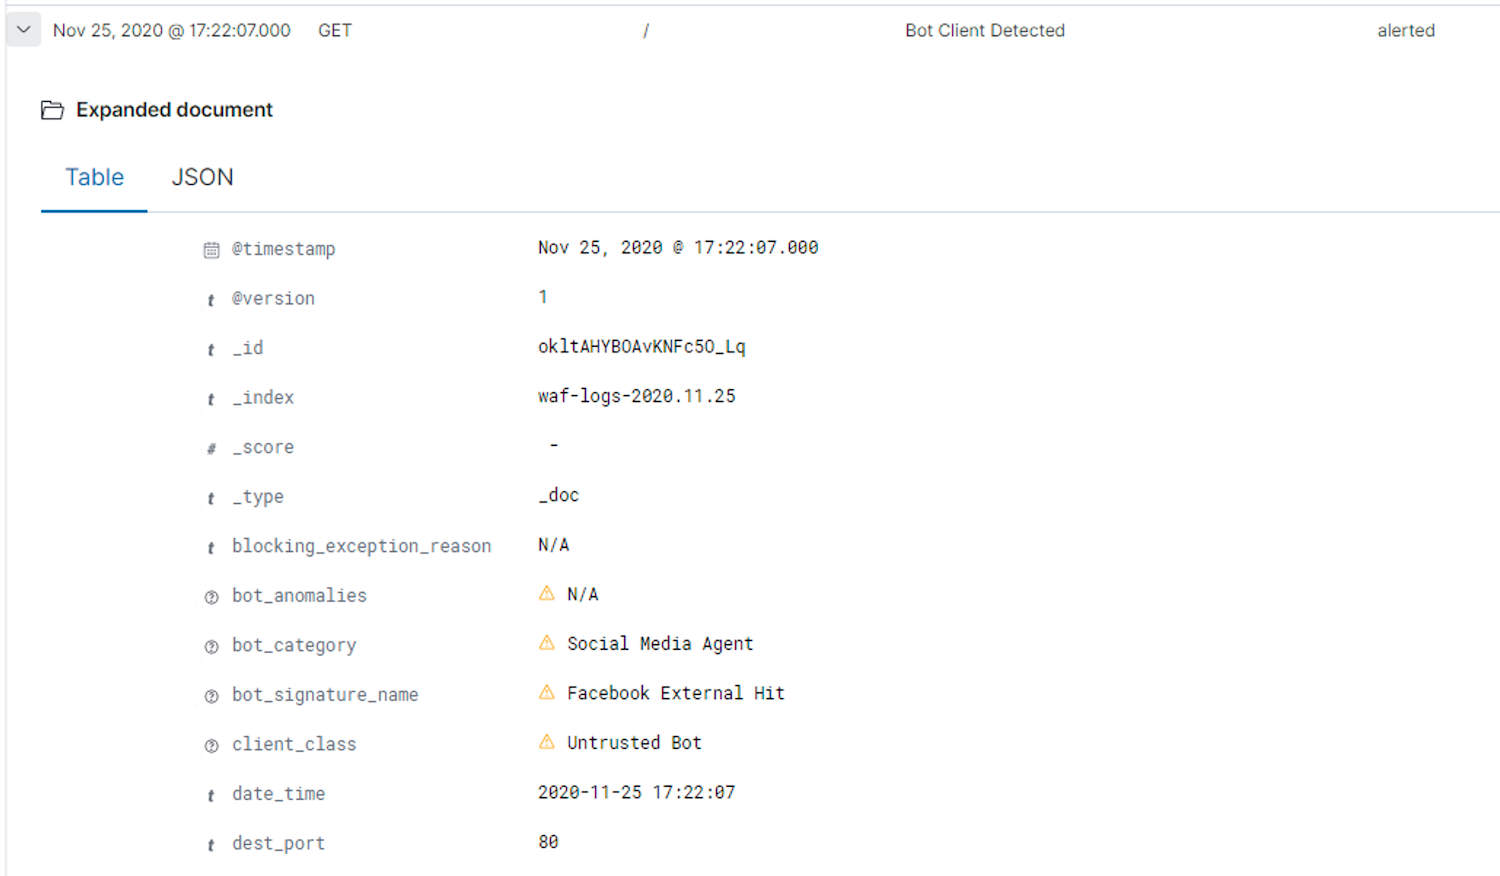 Nov 25, 2020 @ 17:22:07.000 GET / Bot Client Detected alerted
Expanded document
Table JSON
@timestamp Nov 25, 2020 @ 17:22:07.000
t @version 1
t _id okltAHYBOAvKNFc5O_Lq
t _index waf-logs-2020.11.25
# _score -
t _type _doc
t blocking_exception_reason N/A
? bot_anomalies N/A
? bot_category Social Media Agent
? bot_signature_name Facebook External Hit
? client_class Untrusted Bot
t date_time 2020-11-25 17:22:07
t dest_port 80